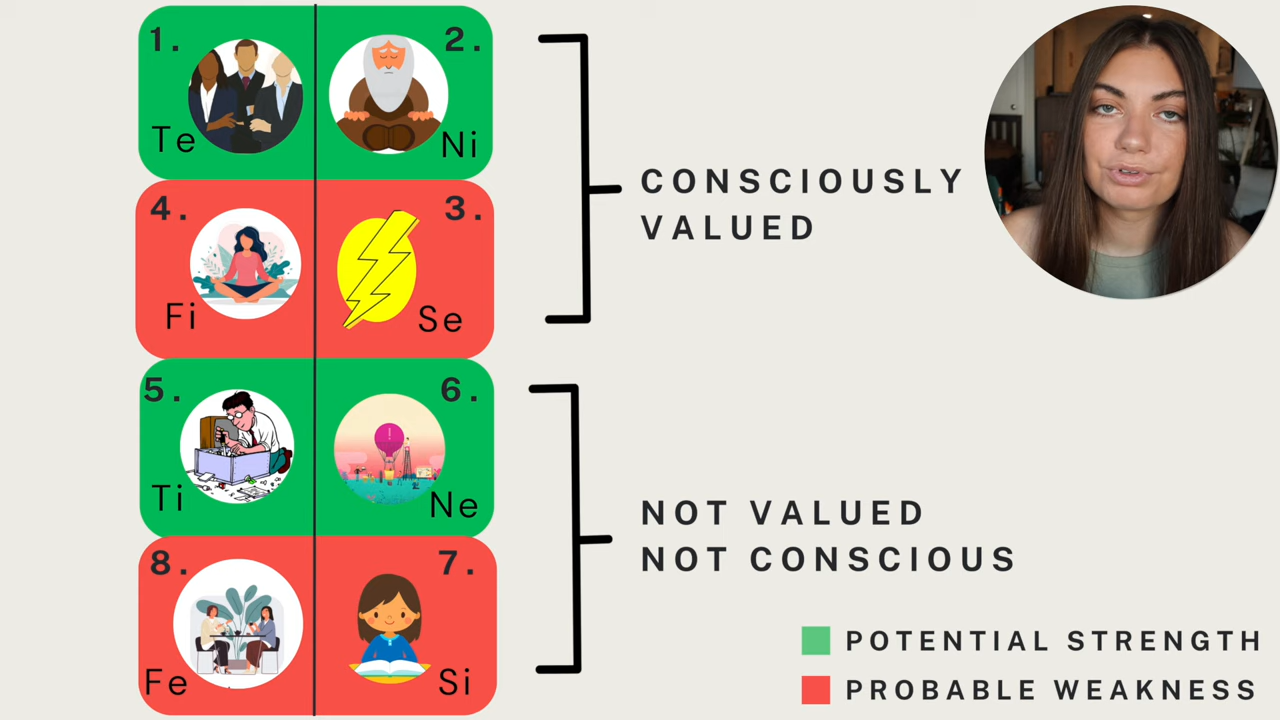 1.
2.
Te
Ni
4.
3.
Fi
Se
CONSCIOUSLY
VALUED
5.
6.
Ti
Ne
8.
7.
Fe
Si
NOT VALUED
NOT CONSCIOUS
POTENTIAL STRENGTH
PROBABLE WEAKNESS